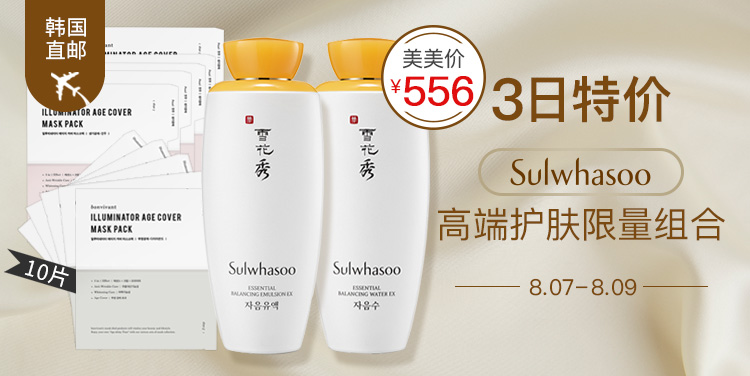 韩国
直邮
ILLUMINATOR AGE COVER
MASK PACK
Bonvivant
ILLUMINATOR AGE COVER
MASK PACK
10片
雪花秀
Sulwhasoo
ESSENTIAL
BALANCING EMULSION EX
자음유액
雪花秀
Sulwhasoo
ESSENTIAL
BALANCING WATER EX
자음수
美美价
¥556
3日特价
Sulwhasoo
高端护肤限量组合
8.07-8.09